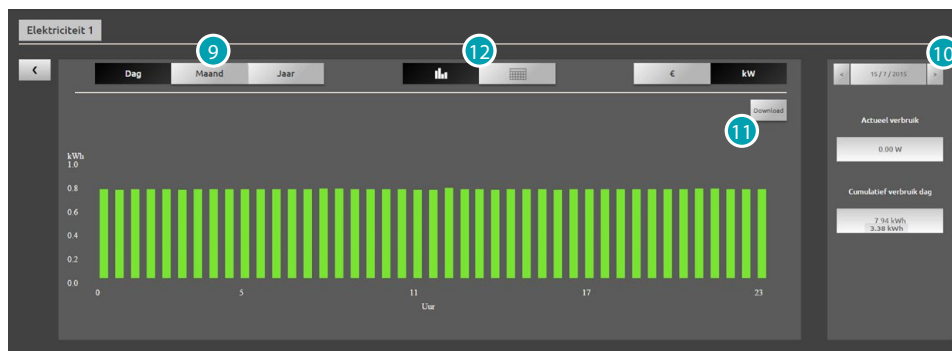 Elektriciteit 1
9
12
10
Dag Maand Jaar
€ kW
15 / 7 / 2015
Download
11
Actueel verbruik
0.00 W
Cumulatief verbruik dag
7.94 kWh
3.38 kWh
kWh
1.0
0.8
0.6
0.4
0.2
0.0
0 5 11 17 23
Uur